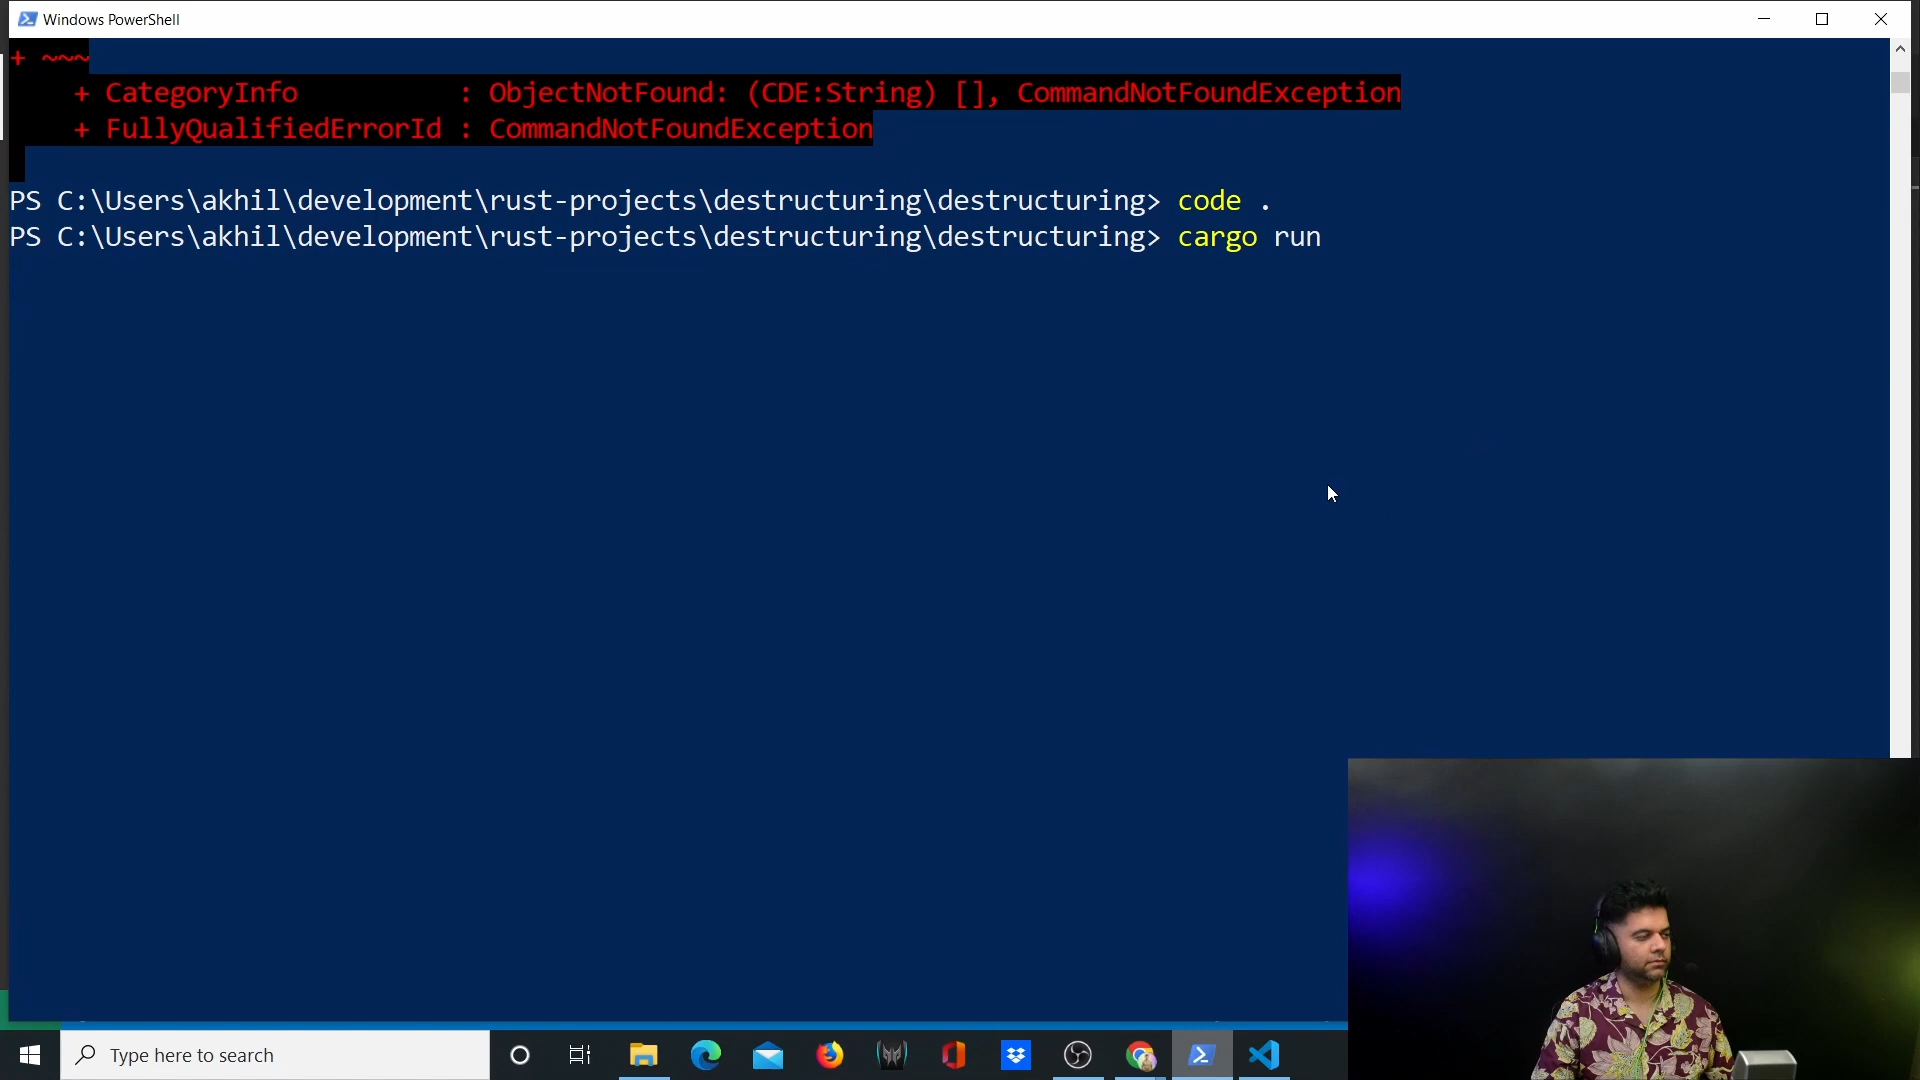 Windows PowerShell
+ ~~~
    + CategoryInfo          : ObjectNotFound: (CDE:String) [], CommandNotFoundException
    + FullyQualifiedErrorId : CommandNotFoundException
PS C:\Users\akhil\development\rust-projects\destructuring\destructuring> code .
PS C:\Users\akhil\development\rust-projects\destructuring\destructuring> cargo run
Type here to search